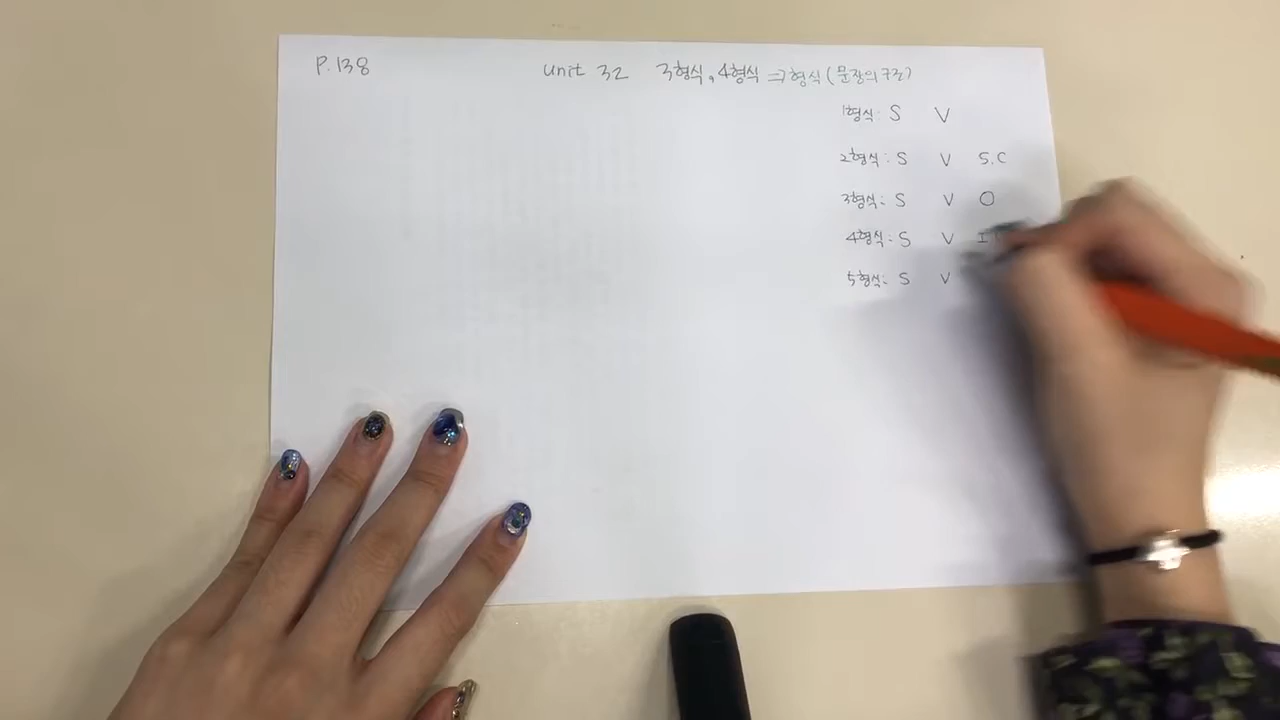 P.138
unit 32 3형식, 4형식 ⇒ 형식 (문장의 구조)
1형식: S V
2형식: S V S.C
3형식: S V O
4형식: S V
5형식: S V